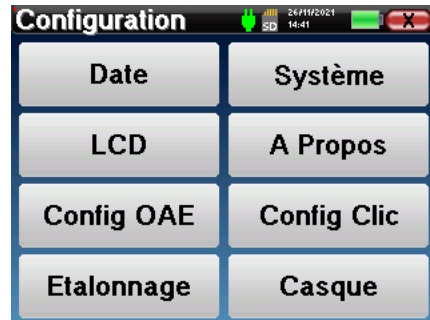 Configuration
SD
26/11/2021
14:41
X
Date
Système
LCD
A Propos
Config OAE
Config Clic
Etalonnage
Casque